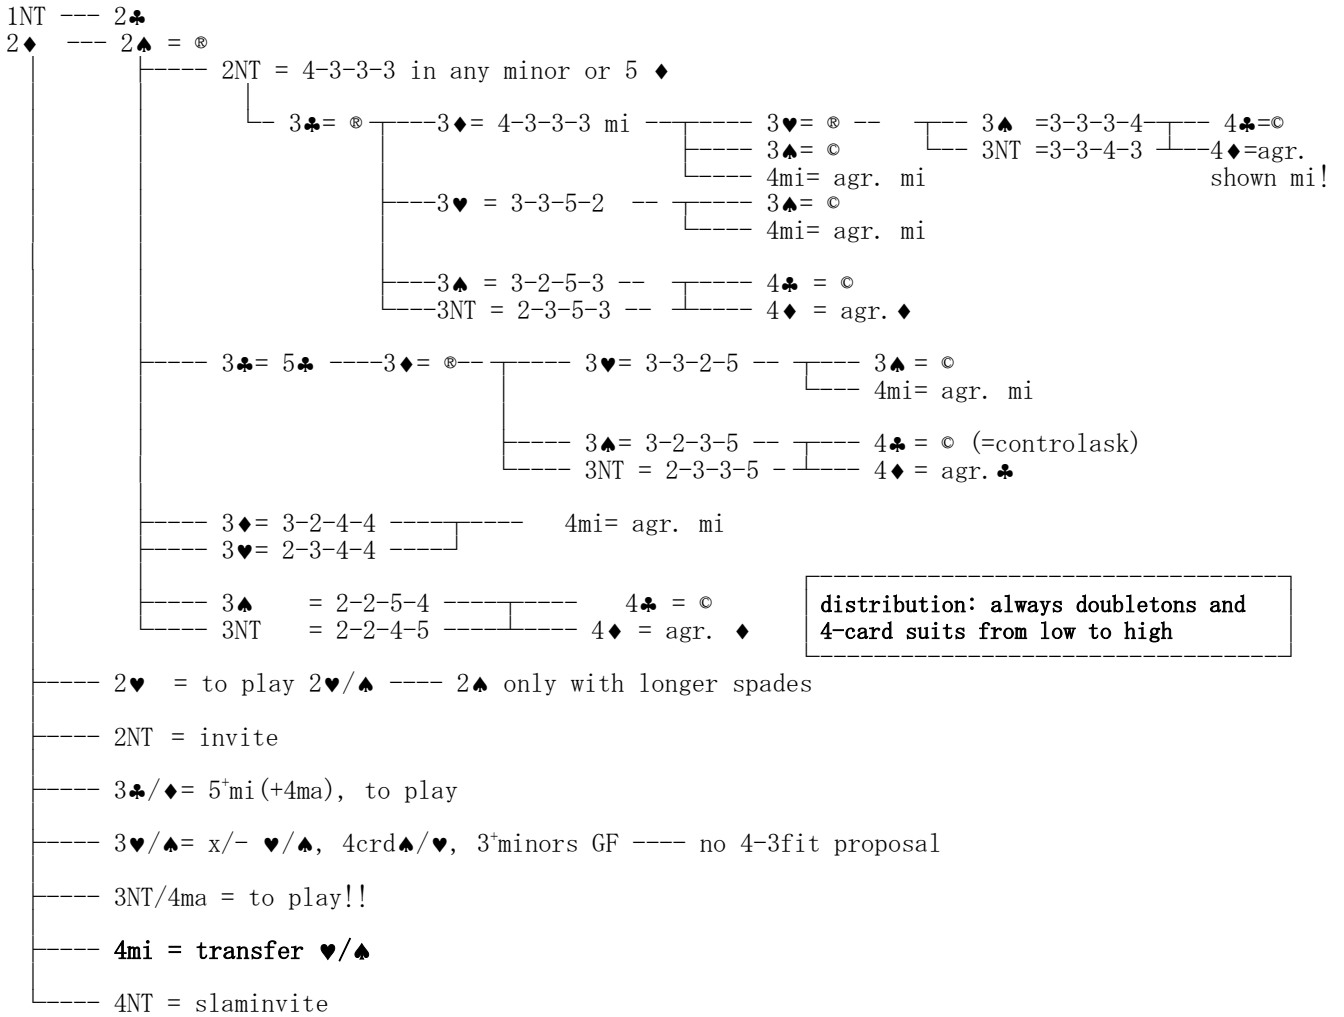 1NT --- 2♣
2♦ --- 2♠ = ®
----- 2NT = 4-3-3-3 in any minor or 5 ♦
-- 3♣= ® ----3♦= 4-3-3-3 mi ------- 3♥= ® -- --- 3♠ =3-3-3-4--- 4♣=©
----- 3♠= © --- 3NT =3-3-4-3 ---4♦=agr.
----- 4mi= agr. mi shown mi!
----3♥ = 3-3-5-2 -- ----- 3♠= ©
----- 4mi= agr. mi
----3♠ = 3-2-5-3 -- ----- 4♣ = ©
----3NT = 2-3-5-3 -- ----- 4♦ = agr.♦
----- 3♣= 5♣ ----3♦= ®-- ----- 3♥= 3-3-2-5 -- ---- 3♠ = ©
---- 4mi= agr. mi
----- 3♠= 3-2-3-5 -- ---- 4♣ = © (=controlask)
----- 3NT = 2-3-3-5 - ---- 4♦ = agr.♣
----- 3♦= 3-2-4-4 --------- 4mi= agr. mi
----- 3♥= 2-3-4-4 -----
----- 3♠ = 2-2-5-4 --------- 4♣ = ©
----- 3NT = 2-2-4-5 --------- 4♦ = agr. ♦
distribution: always doubletons and
4-card suits from low to high
----- 2♥ = to play 2♥/♠ ---- 2♠ only with longer spades
----- 2NT = invite
----- 3♣/♦= 5⁺mi(+4ma), to play
----- 3♥/♠= x/- ♥/♠, 4crd♠/♥, 3⁺minors GF ---- no 4-3fit proposal
----- 3NT/4ma = to play!!
----- 4mi = transfer ♥/♠
----- 4NT = slaminvite